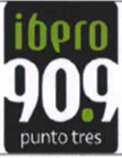 ibero
90.9
punto tres